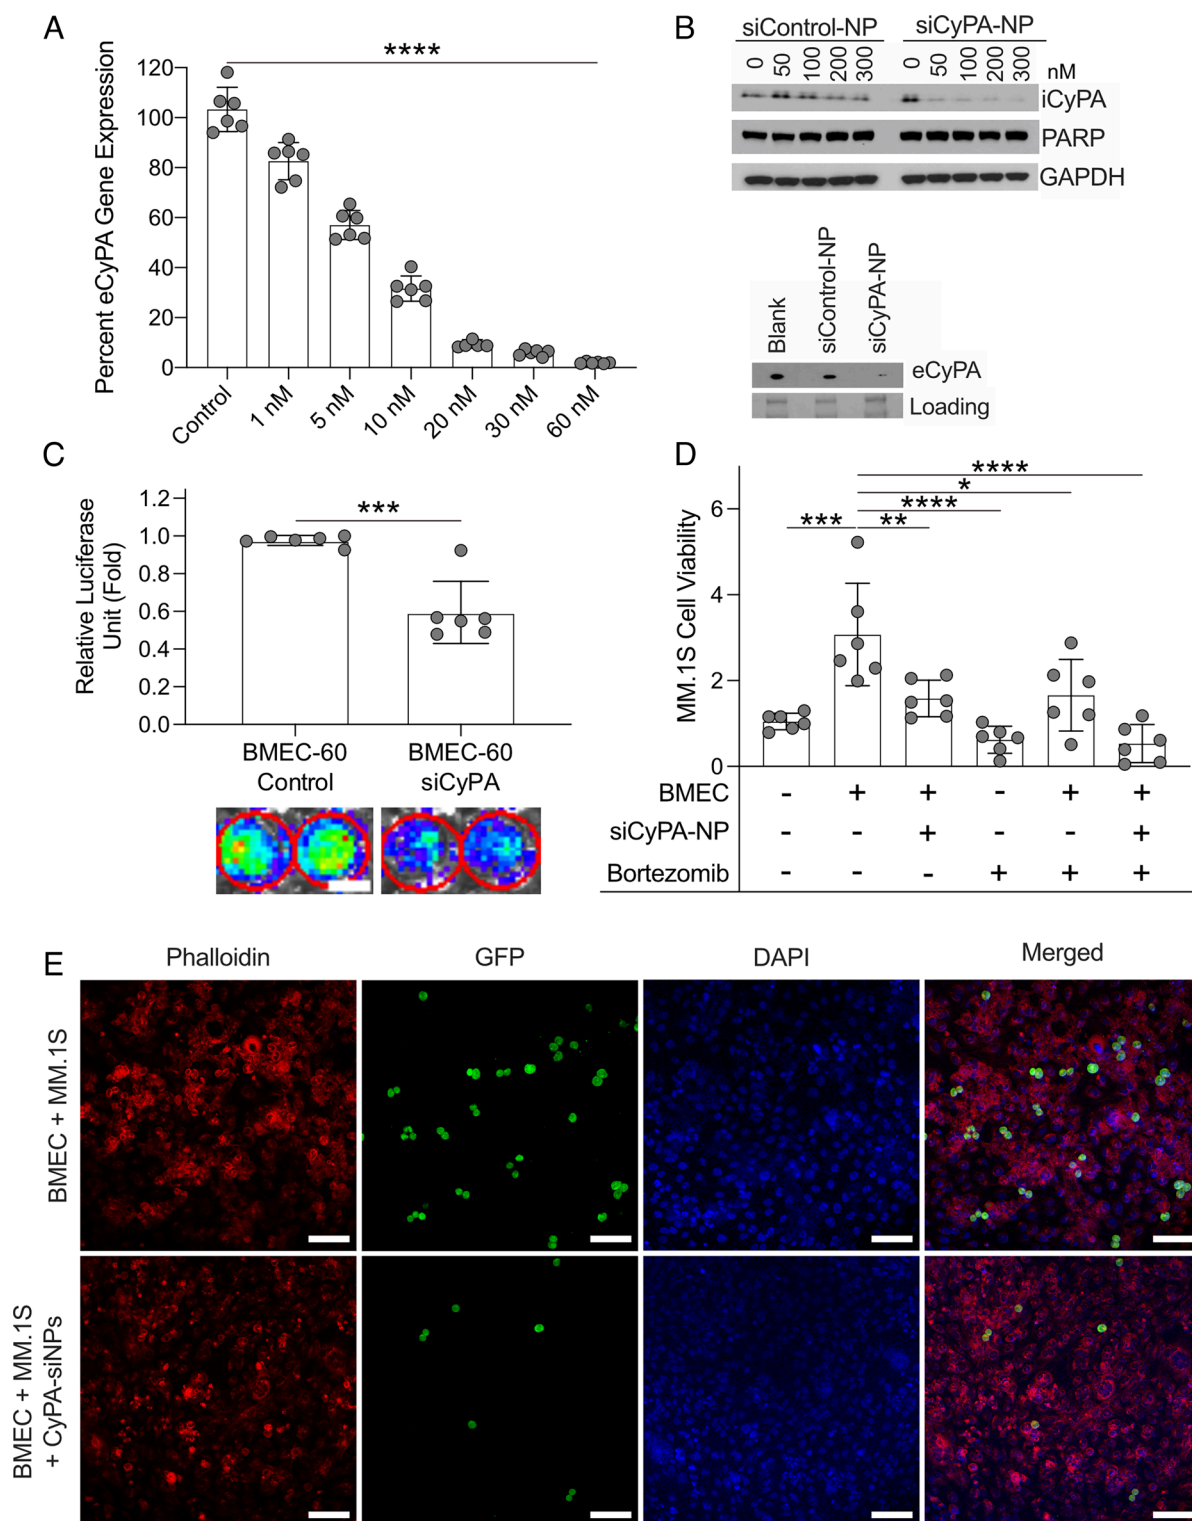 A
****
Percent eCyPA Gene Expression
120
100
80
60
40
20
0
Control
1 nM
5 nM
10 nM
20 nM
30 nM
60 nM
B
siControl-NP siCyPA-NP
0 50 100 200 300 0 50 100 200 300 nM
iCyPA
PARP
GAPDH
Blank
siControl-NP
siCyPA-NP
eCyPA
Loading
C
Relative Luciferase
Unit (Fold)
1.2
1.0
0.8
0.6
0.4
0.2
0.0
***
BMEC-60
Control
BMEC-60
siCyPA
D
MM.1S Cell Viability
6
4
2
0
****
*
****
*** **
BMEC - + + - + +
siCyPA-NP - - + - - +
Bortezomib - - - + + +
E
Phalloidin GFP DAPI Merged
BMEC + MM.1S
BMEC + MM.1S
+ CyPA-siNPs